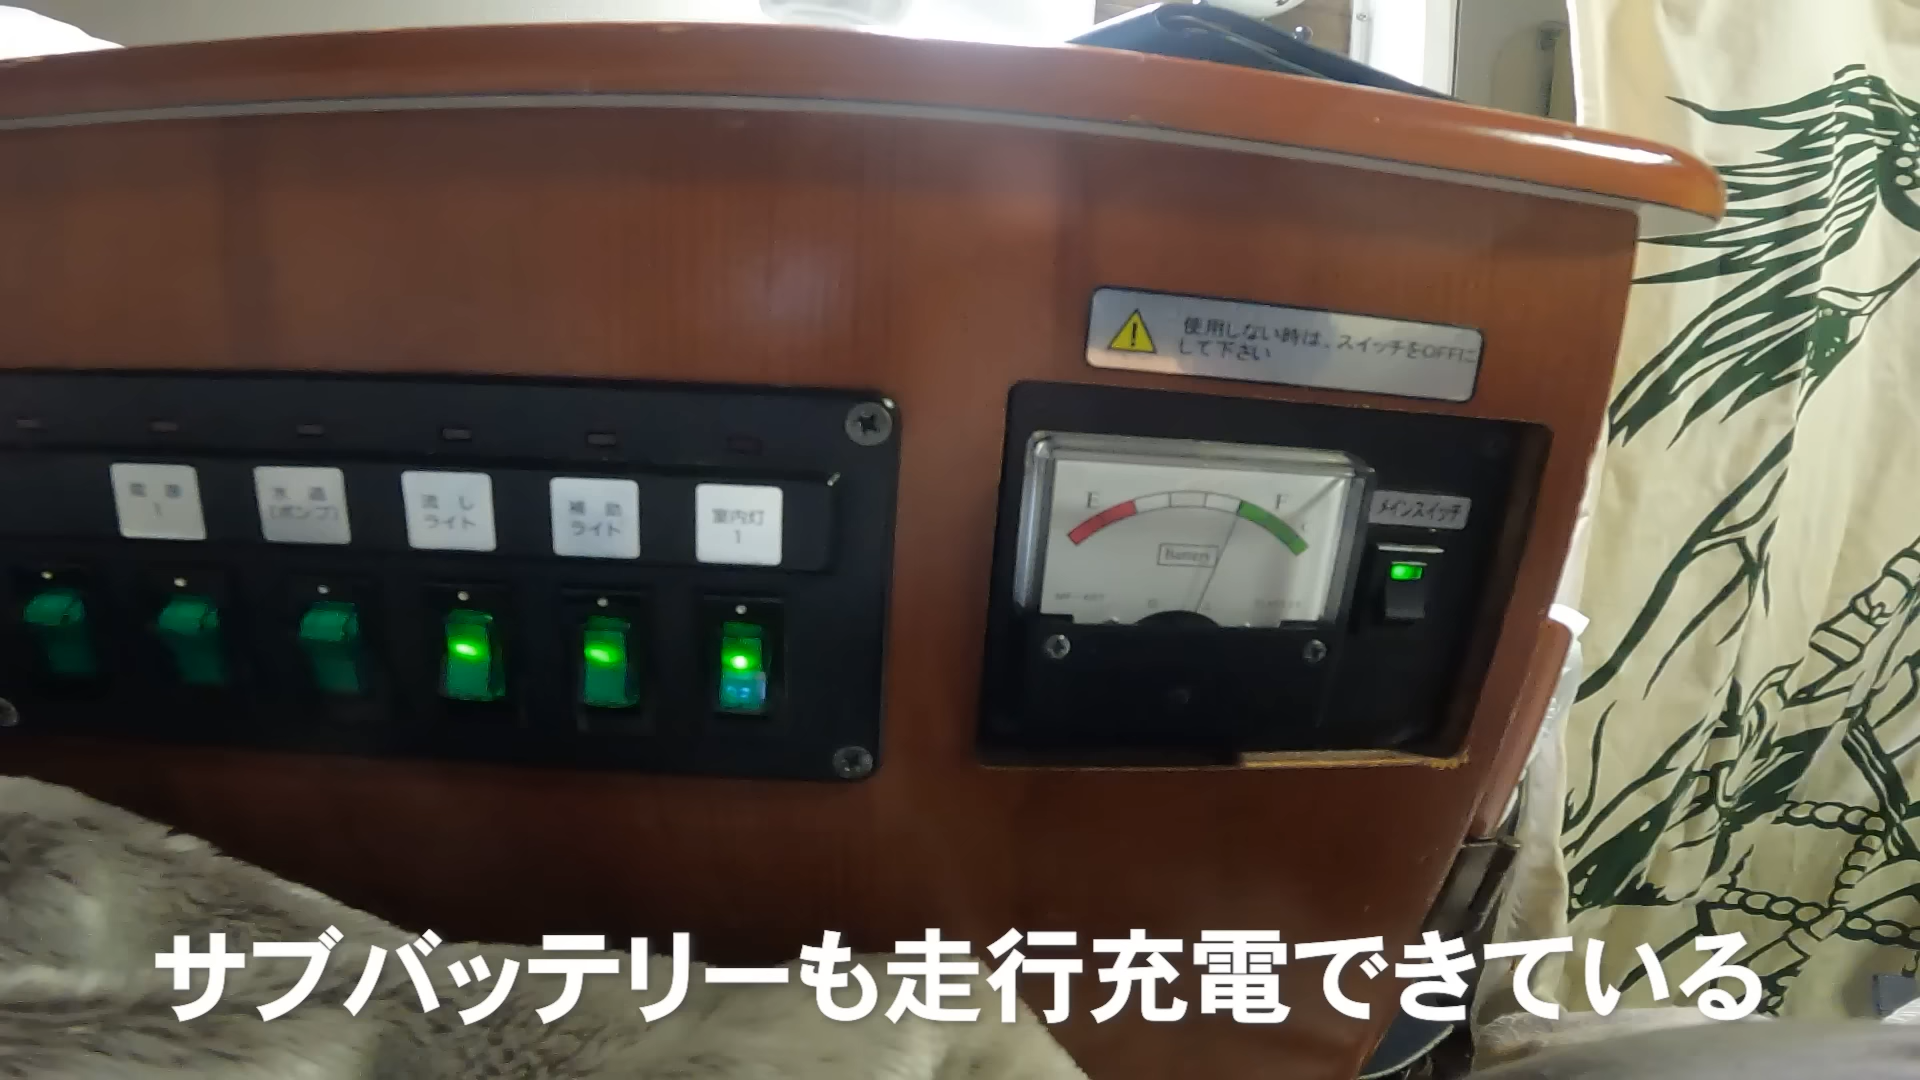 使用しない時は、スイッチをOFFに
して下さい
電源
1
水道
(ポンプ)
流し
ライト
補助
ライト
室内灯
1
E
F
Battery
メインスイッチ
サブバッテリーも走行充電できている